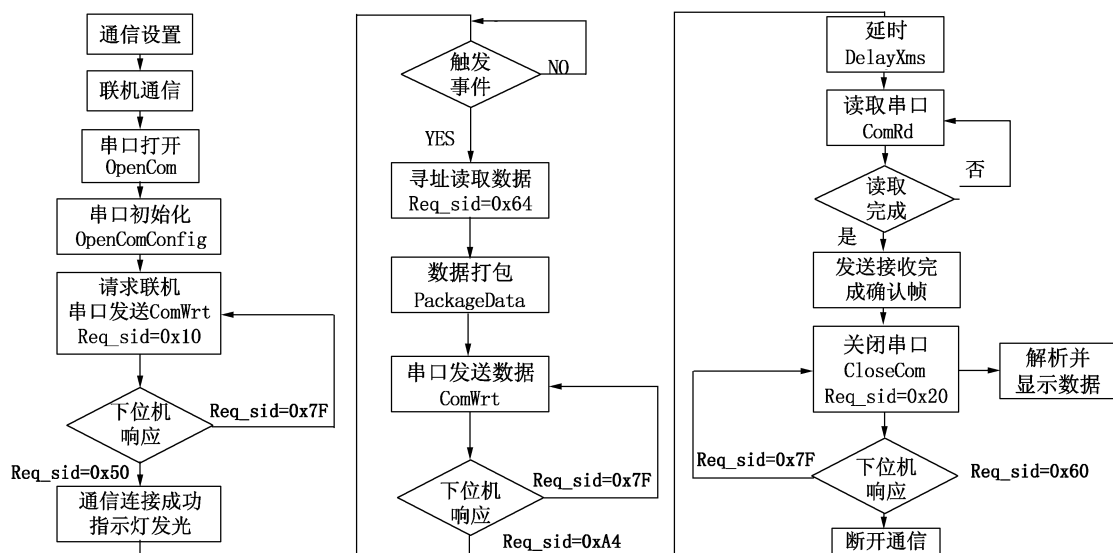 通信设置
联机通信
串口打开
OpenCom
串口初始化
OpenComConfig
请求联机
串口发送ComWrt
Req_sid=0x10
下位机
响应
Req_sid=0x7F
Req_sid=0x50
通信连接成功
指示灯发光
触发
事件
NO
YES
寻址读取数据
Req_sid=0x64
数据打包
PackageData
串口发送数据
ComWrt
下位机
响应
Req_sid=0x7F
Req_sid=0xA4
延时
DelayXms
读取串口
ComRd
读取
完成
否
是
发送接收完
成确认帧
关闭串口
CloseCom
Req_sid=0x20
解析并
显示数据
下位机
响应
Req_sid=0x7F
Req_sid=0x60
断开通信